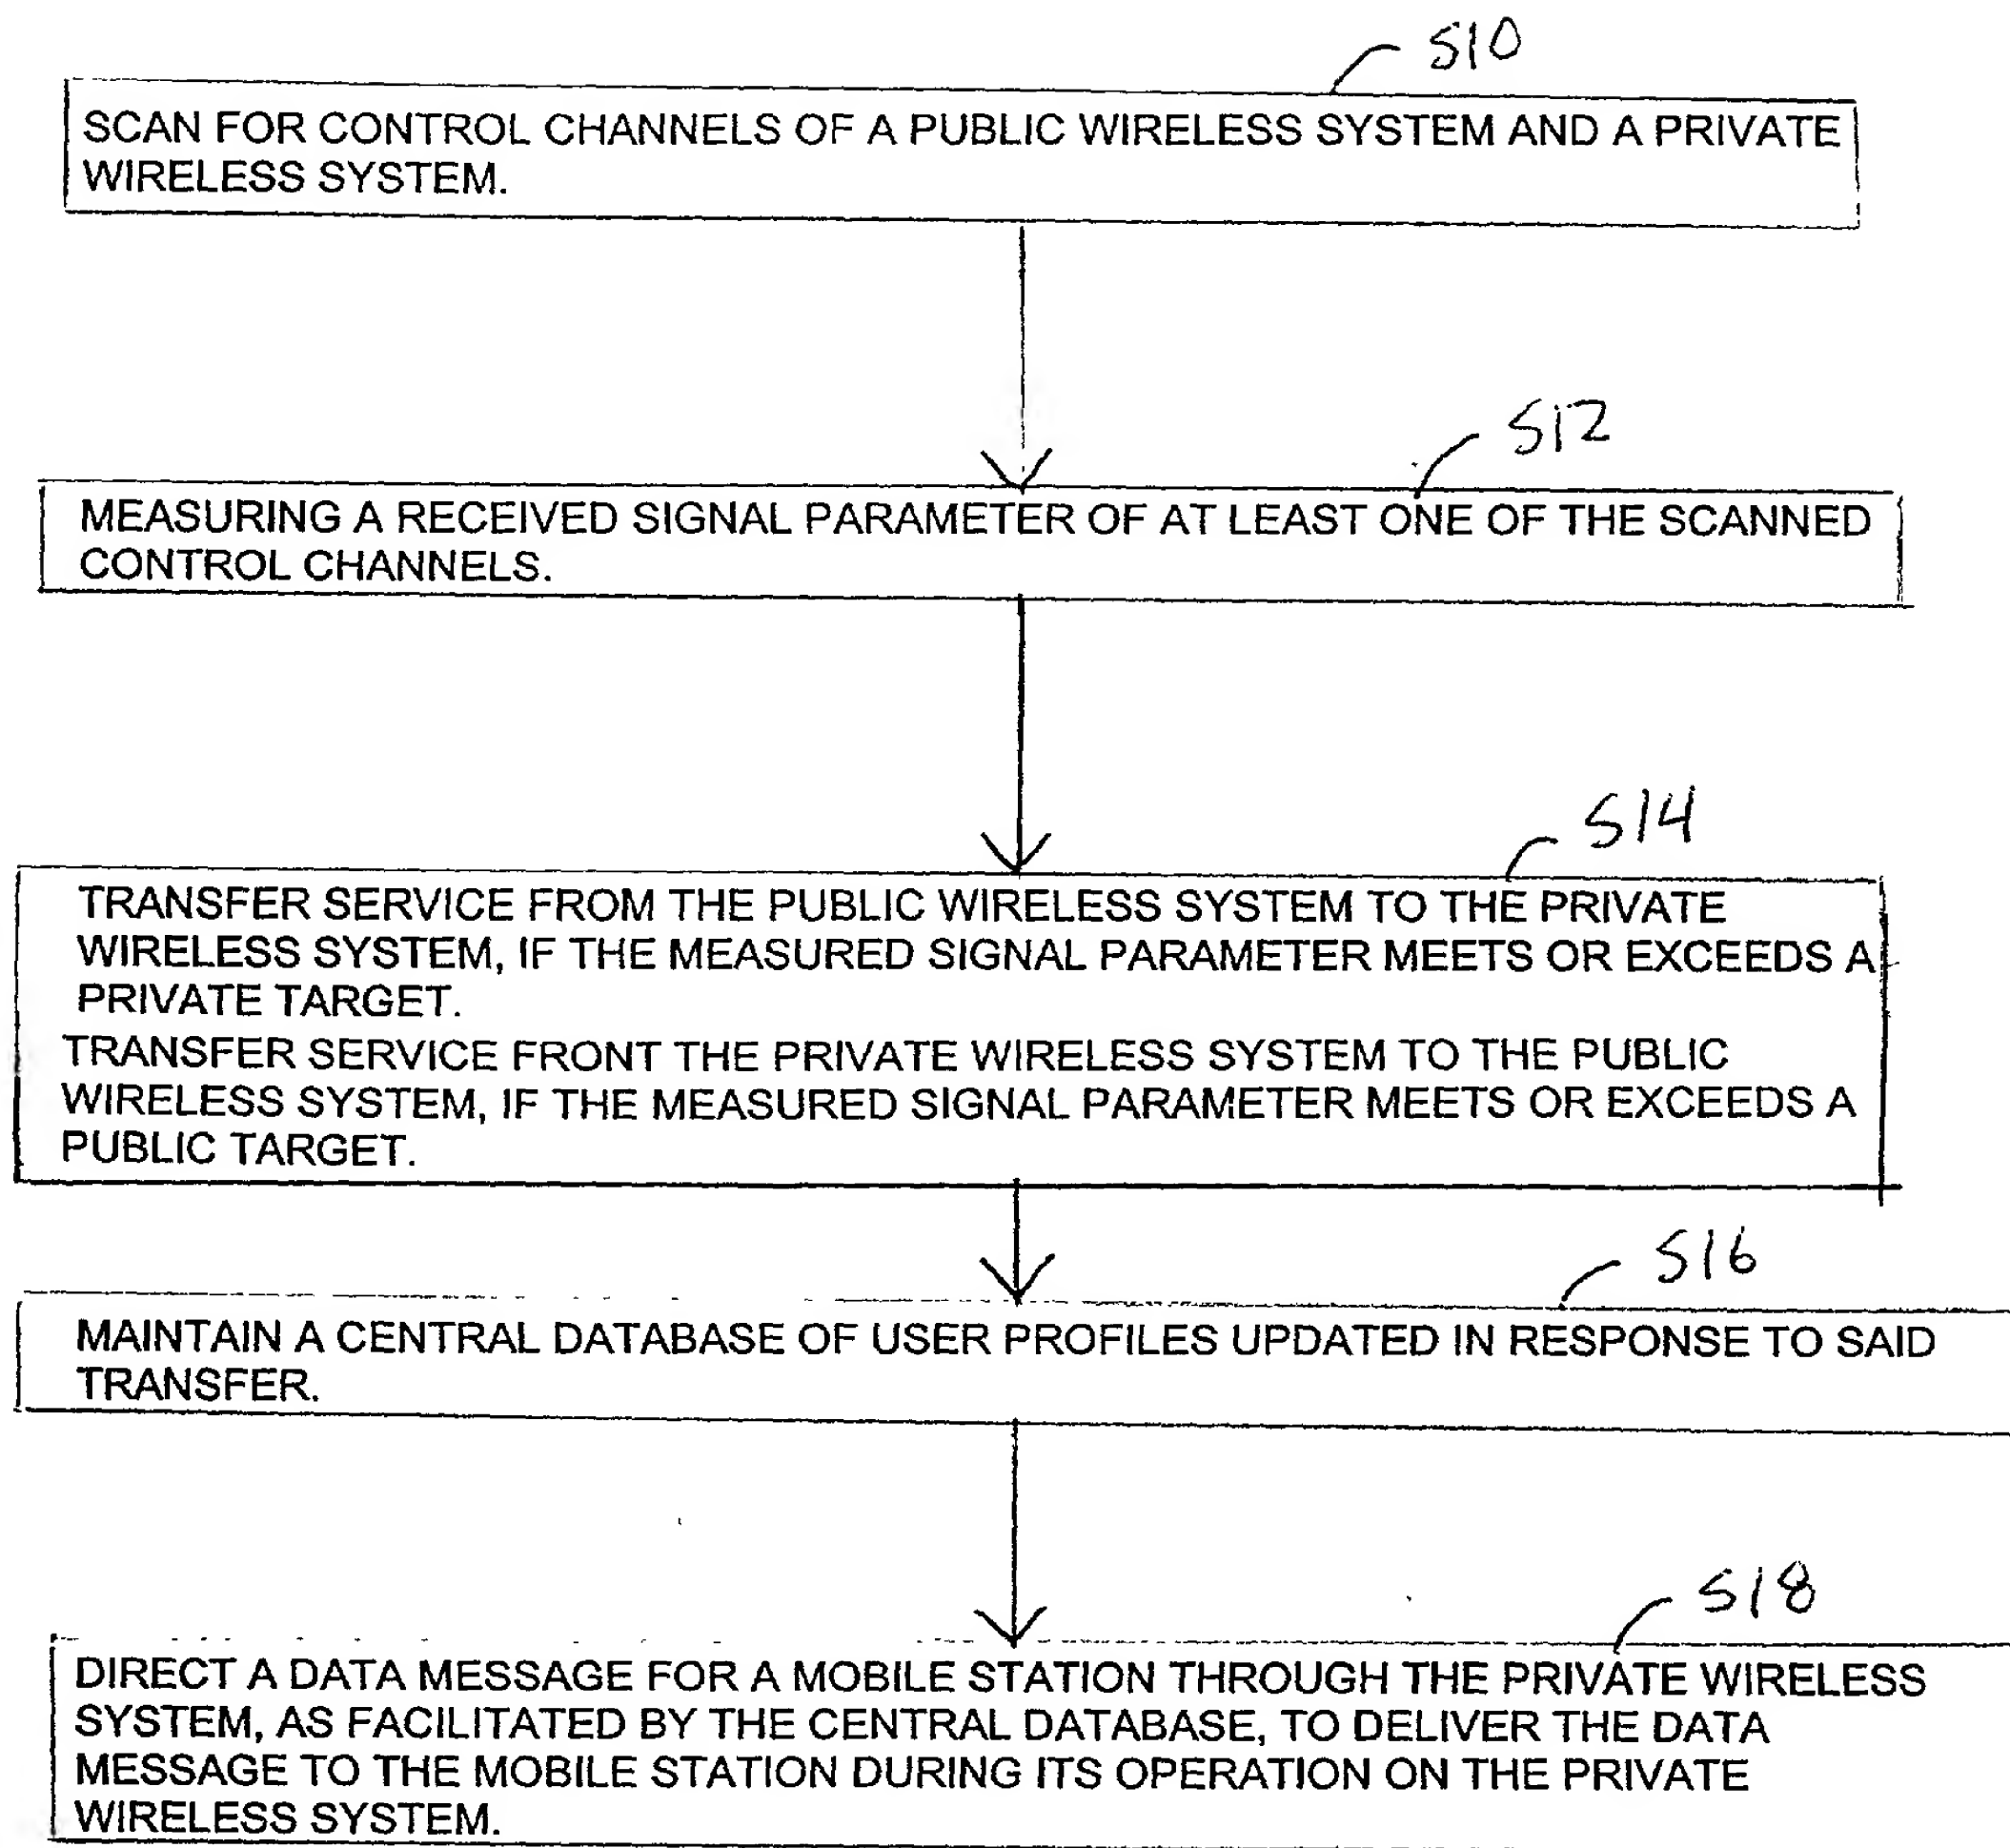 S10
SCAN FOR CONTROL CHANNELS OF A PUBLIC WIRELESS SYSTEM AND A PRIVATE
WIRELESS SYSTEM.
S12
MEASURING A RECEIVED SIGNAL PARAMETER OF AT LEAST ONE OF THE SCANNED
CONTROL CHANNELS.
S14
TRANSFER SERVICE FROM THE PUBLIC WIRELESS SYSTEM TO THE PRIVATE
WIRELESS SYSTEM, IF THE MEASURED SIGNAL PARAMETER MEETS OR EXCEEDS A
PRIVATE TARGET.
TRANSFER SERVICE FRONT THE PRIVATE WIRELESS SYSTEM TO THE PUBLIC
WIRELESS SYSTEM, IF THE MEASURED SIGNAL PARAMETER MEETS OR EXCEEDS A
PUBLIC TARGET.
S16
MAINTAIN A CENTRAL DATABASE OF USER PROFILES UPDATED IN RESPONSE TO SAID
TRANSFER.
S18
DIRECT A DATA MESSAGE FOR A MOBILE STATION THROUGH THE PRIVATE WIRELESS
SYSTEM, AS FACILITATED BY THE CENTRAL DATABASE, TO DELIVER THE DATA
MESSAGE TO THE MOBILE STATION DURING ITS OPERATION ON THE PRIVATE
WIRELESS SYSTEM.